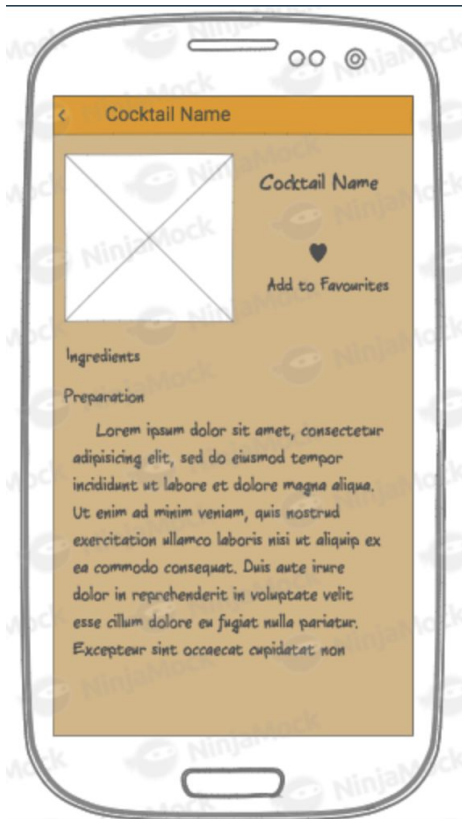 Cocktail Name
Cocktail Name
Add to Favourites
Ingredients
Preparation
Lorem ipsum dolor sit amet, consectetur
adipisicing elit, sed do eiusmod tempor
incididunt ut labore et dolore magna aliqua.
Ut enim ad minim veniam, quis nostrud
exercitation ullamco laboris nisi ut aliquip ex
ea commodo consequat. Duis aute irure
dolor in reprehenderit in voluptate velit
esse cillum dolore eu fugiat nulla pariatur.
Excepteur sint occaecat cupidatat non
NinjaMock